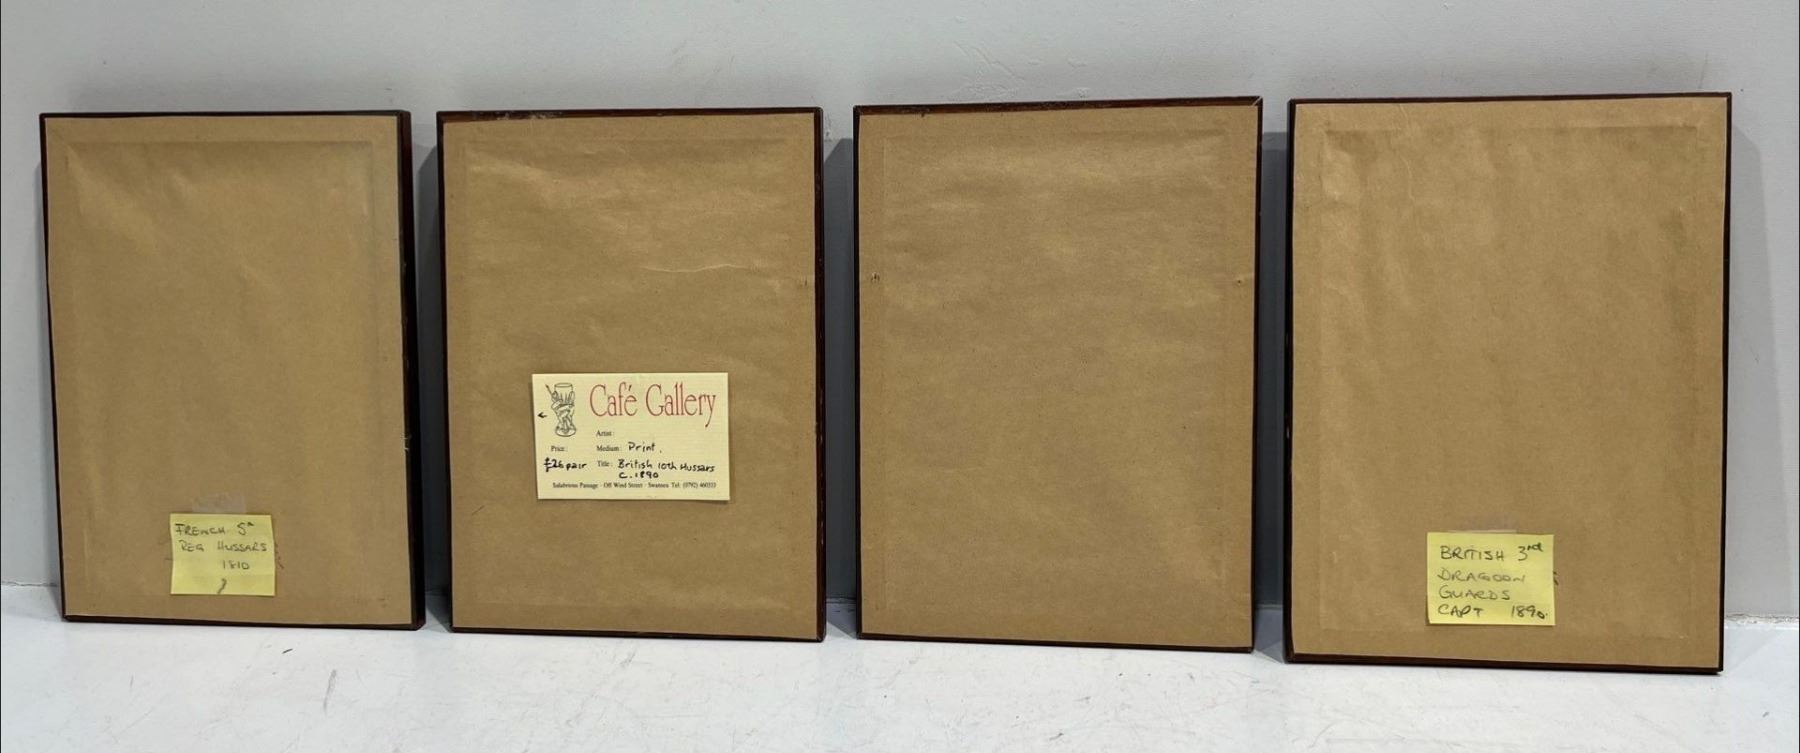 FRENCH 5th
REG HUSSARS
1810
?
Café Gallery
Artist:
Price: Medium: Print.
£26 pair Title: British 10th Hussars
c. 1890
Salubrious Passage · Off Wind Street · Swansea Tel: (0792) 460333
BRITISH 3rd
DRAGOON
GUARDS
CAPT 1890.